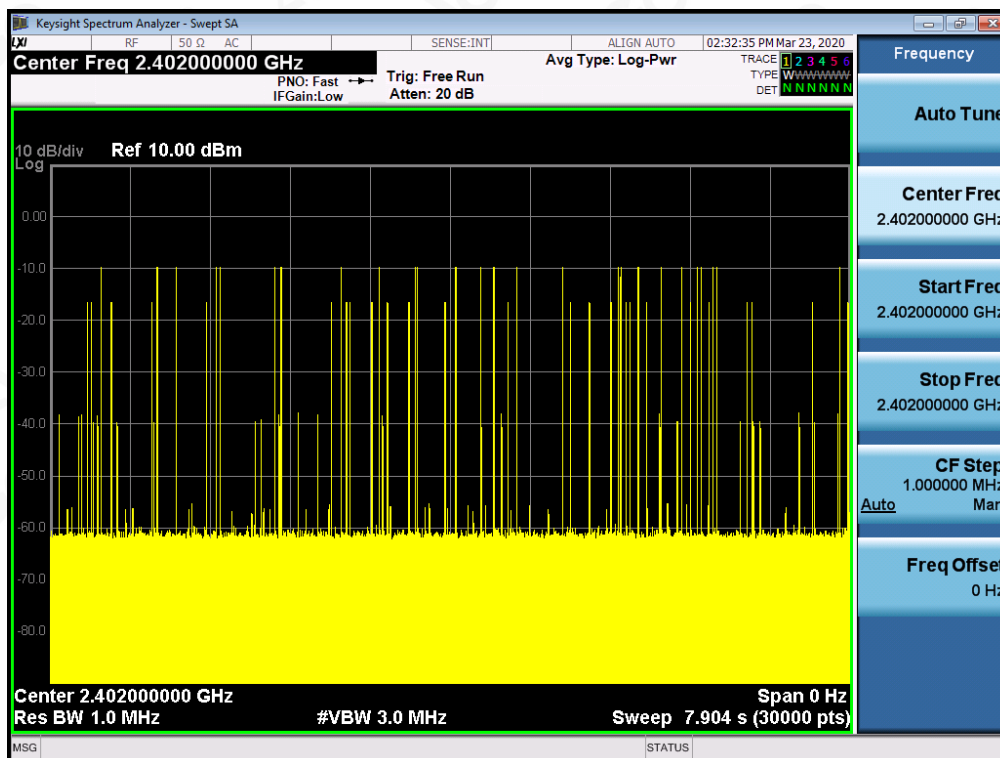 Keysight Spectrum Analyzer - Swept SA
LXI RF 50 Ω AC SENSE:INT ALIGN AUTO 02:32:35 PM Mar 23, 2020
Center Freq 2.402000000 GHz
PNO: Fast
IFGain:Low
Trig: Free Run
Atten: 20 dB
Avg Type: Log-Pwr
TRACE 1 2 3 4 5 6
TYPE W
DET N N N N N N
10 dB/div Ref 10.00 dBm
Log
0.00
-10.0
-20.0
-30.0
-40.0
-50.0
-60.0
-70.0
-80.0
Center 2.402000000 GHz Span 0 Hz
Res BW 1.0 MHz #VBW 3.0 MHz Sweep 7.904 s (30000 pts)
MSG STATUS
Frequency
Auto Tune
Center Freq
2.402000000 GHz
Start Freq
2.402000000 GHz
Stop Freq
2.402000000 GHz
CF Step
1.000000 MHz
Auto Man
Freq Offset
0 Hz